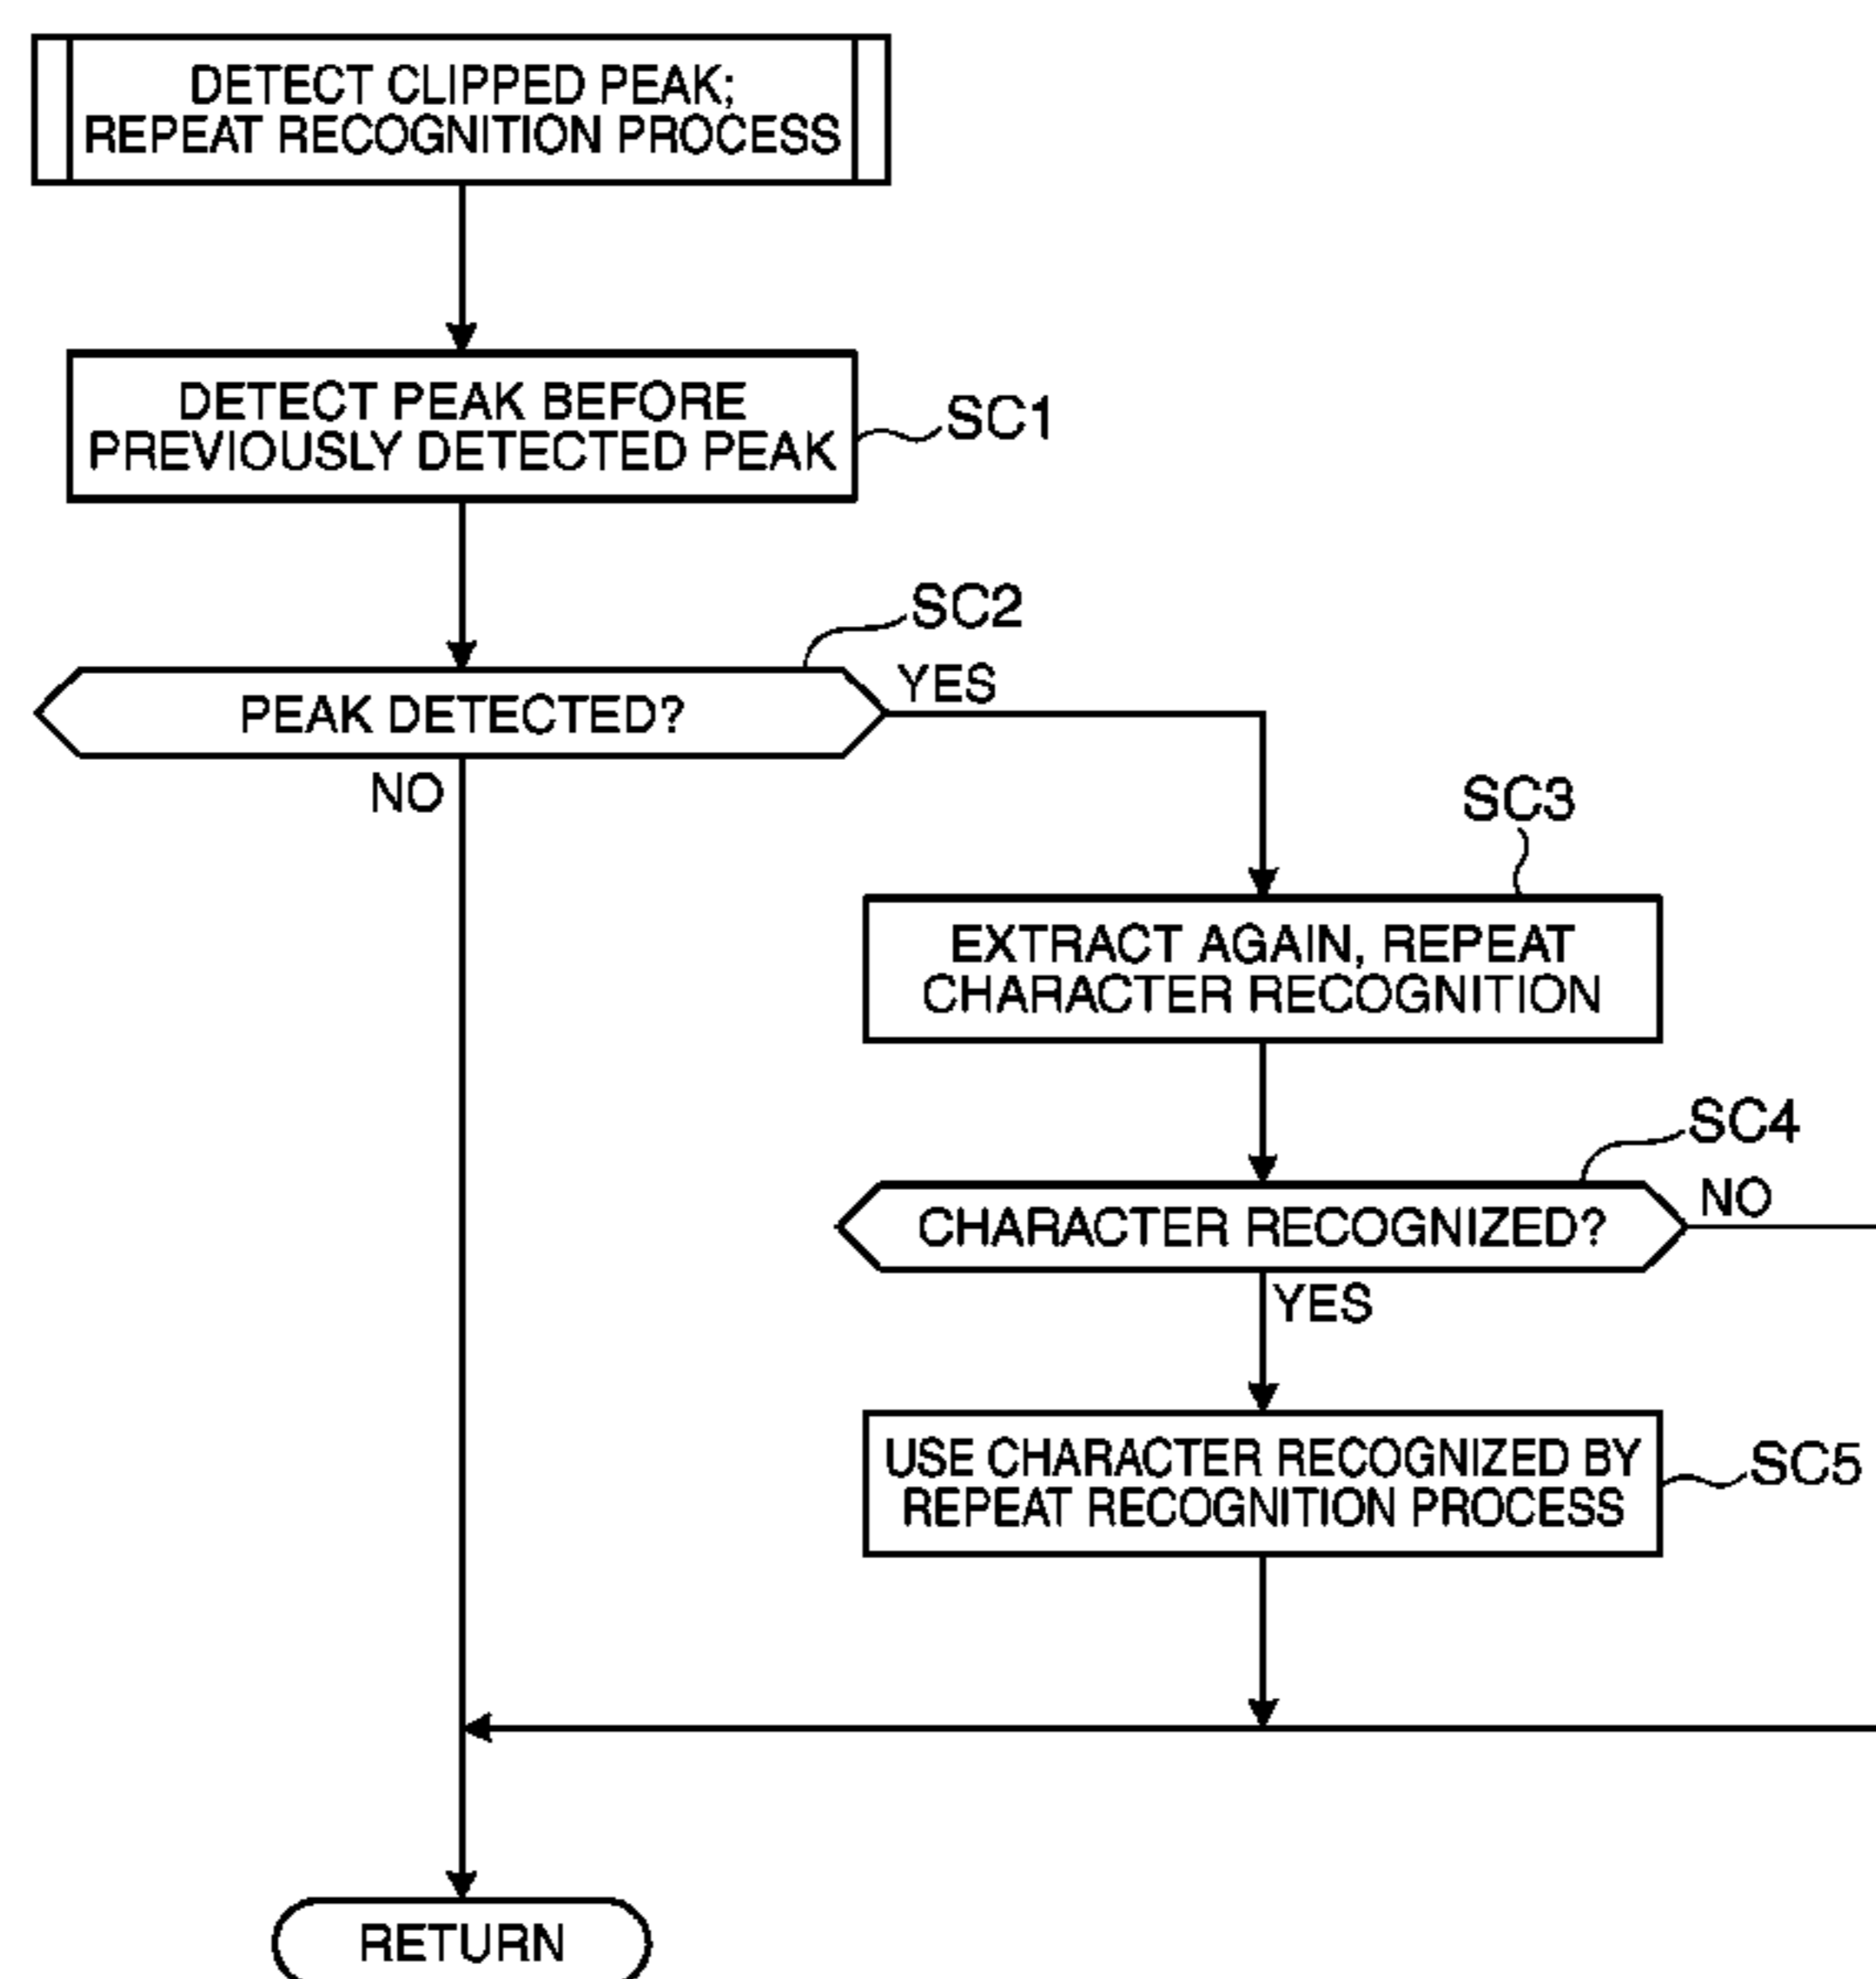 DETECT CLIPPED PEAK;
REPEAT RECOGNITION PROCESS
DETECT PEAK BEFORE
PREVIOUSLY DETECTED PEAK
SC1
SC2
PEAK DETECTED?
YES
NO
SC3
EXTRACT AGAIN, REPEAT
CHARACTER RECOGNITION
SC4
CHARACTER RECOGNIZED?
NO
YES
USE CHARACTER RECOGNIZED BY
REPEAT RECOGNITION PROCESS
SC5
RETURN